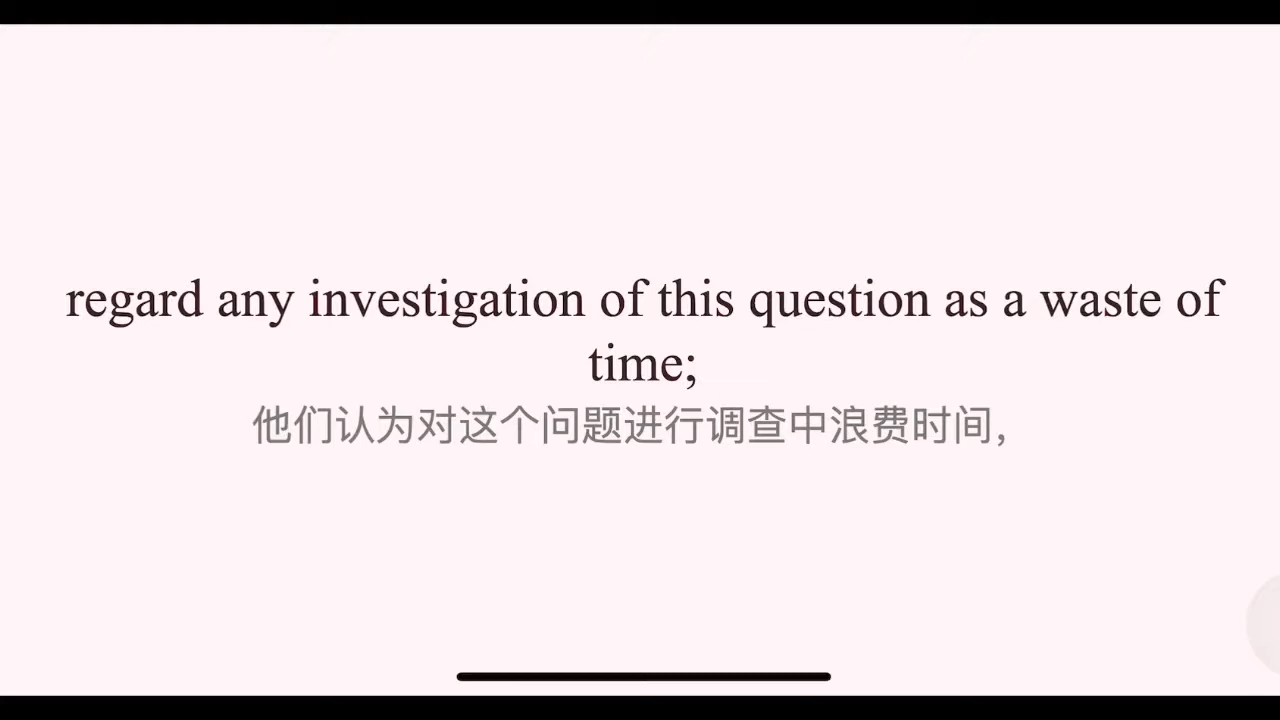 regard any investigation of this question as a waste of
time;
他们认为对这个问题进行调查中浪费时间，